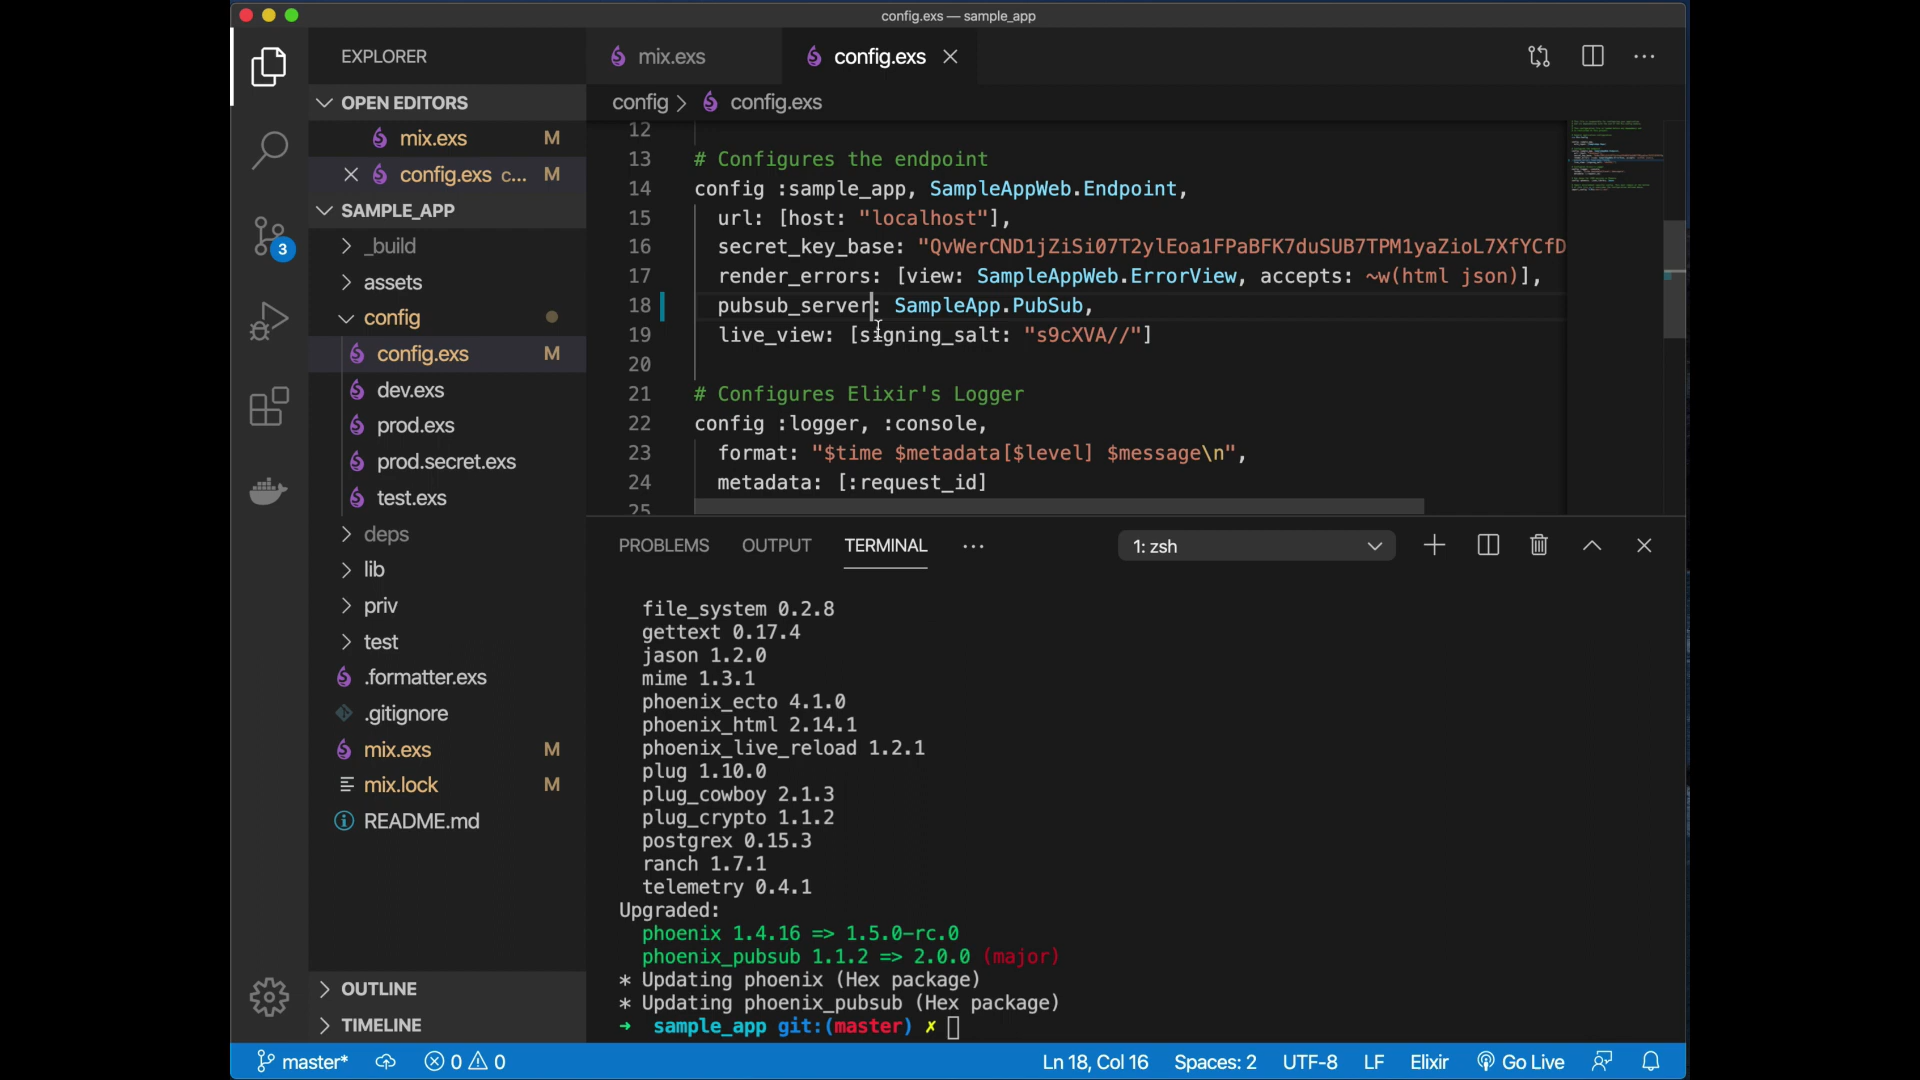 config.exs — sample_app
EXPLORER
OPEN EDITORS
mix.exs M
config.exs c... M
SAMPLE_APP
_build
assets
config
config.exs M
dev.exs
prod.exs
prod.secret.exs
test.exs
deps
lib
priv
test
.formatter.exs
.gitignore
mix.exs M
mix.lock M
README.md
OUTLINE
TIMELINE
3
mix.exs
config.exs
config > config.exs
12
13 # Configures the endpoint
14 config :sample_app, SampleAppWeb.Endpoint,
15 url: [host: "localhost"],
16 secret_key_base: "QvWerCND1jZiSi07T2ylEoa1FPaBFK7duSUB7TPM1yaZioL7XfYCfD
17 render_errors: [view: SampleAppWeb.ErrorView, accepts: ~w(html json)],
18 pubsub_server: SampleApp.PubSub,
19 live_view: [signing_salt: "s9cXVA//"]
20
21 # Configures Elixir's Logger
22 config :logger, :console,
23 format: "$time $metadata[$level] $message\n",
24 metadata: [:request_id]
25
PROBLEMS OUTPUT TERMINAL ... 1: zsh
file_system 0.2.8
gettext 0.17.4
jason 1.2.0
mime 1.3.1
phoenix_ecto 4.1.0
phoenix_html 2.14.1
phoenix_live_reload 1.2.1
plug 1.10.0
plug_cowboy 2.1.3
plug_crypto 1.1.2
postgrex 0.15.3
ranch 1.7.1
telemetry 0.4.1
Upgraded:
phoenix 1.4.16 => 1.5.0-rc.0
phoenix_pubsub 1.1.2 => 2.0.0 (major)
* Updating phoenix (Hex package)
* Updating phoenix_pubsub (Hex package)
➜ sample_app git:(master) ✗
master* 0 0 Ln 18, Col 16 Spaces: 2 UTF-8 LF Elixir Go Live